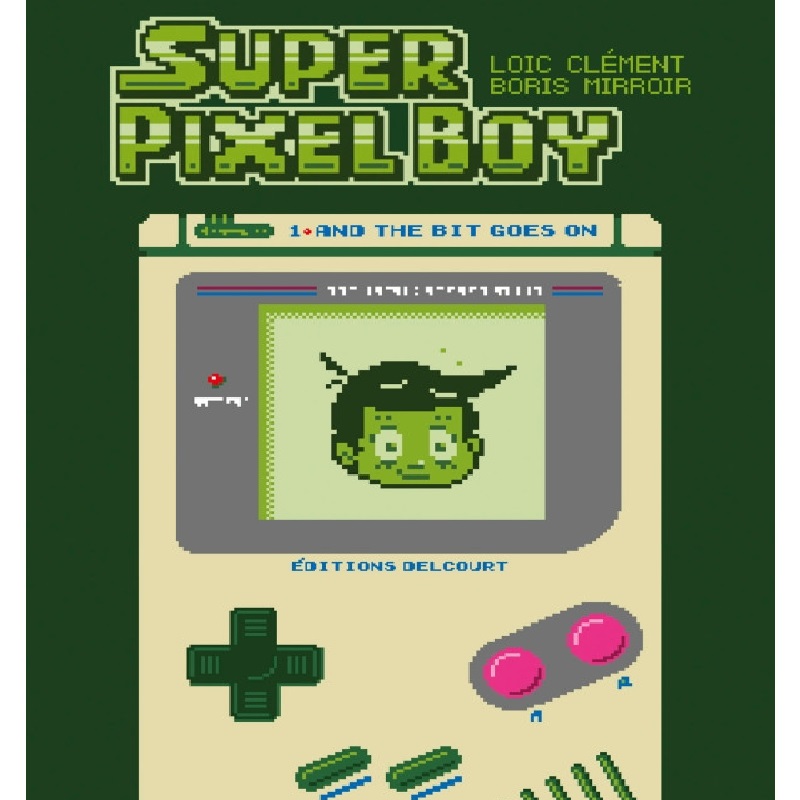 SUPER
PIXEL BOY
LOIC CLÉMENT
BORIS MIRROIR
1•AND THE BIT GOES ON
ÉDITIONS DELCOURT